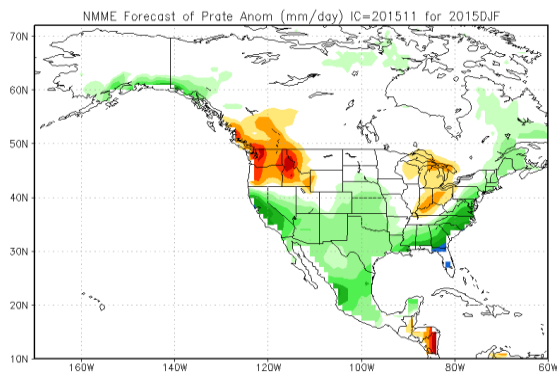 NMME Forecast of Prate Anom (mm/day) IC=201511 for 2015DJF
70N
60N
50N
40N
30N
20N
10N
160W 140W 120W 100W 80W 60W